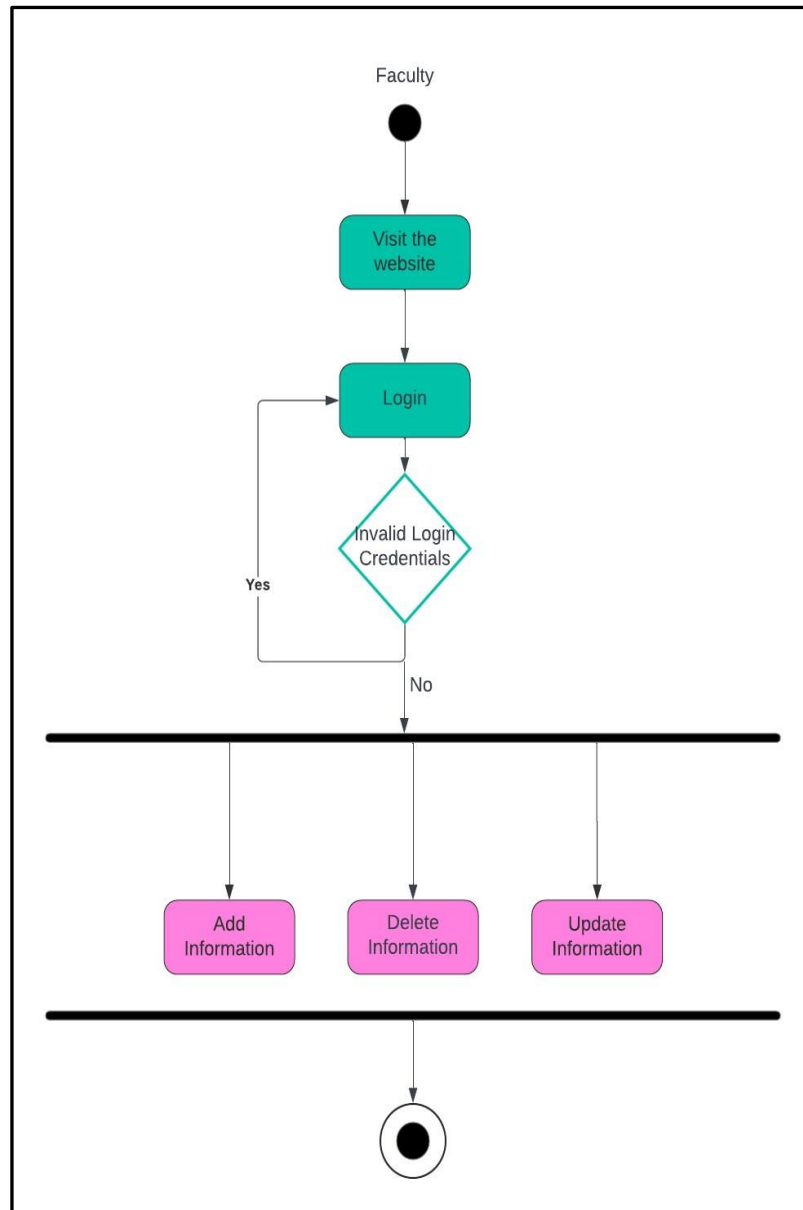 Faculty
Visit the
website
Login
Invalid Login
Credentials
Yes
No
Add
Information
Delete
Information
Update
Information